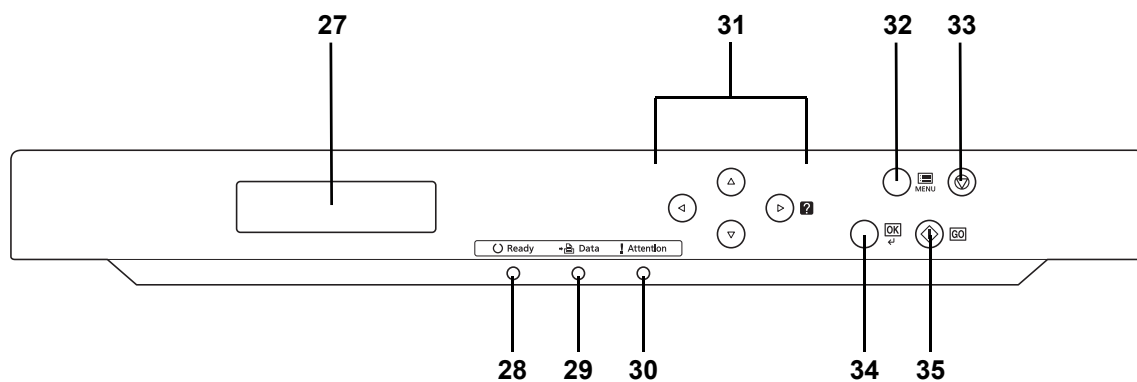 27 31 32 33
MENU
?
OK GO
Ready Data ! Attention
28 29 30 34 35